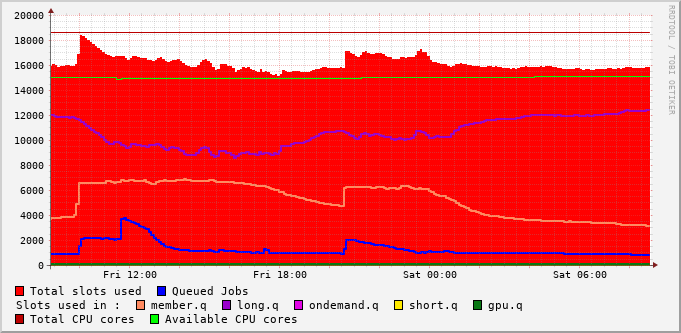 20000
18000
16000
14000
12000
10000
8000
6000
4000
2000
0
Fri 12:00 Fri 18:00 Sat 00:00 Sat 06:00
RRDTOOL / TOBI OETIKER
Total slots used Queued Jobs
Slots used in : member.q long.q ondemand.q short.q gpu.q
Total CPU cores Available CPU cores